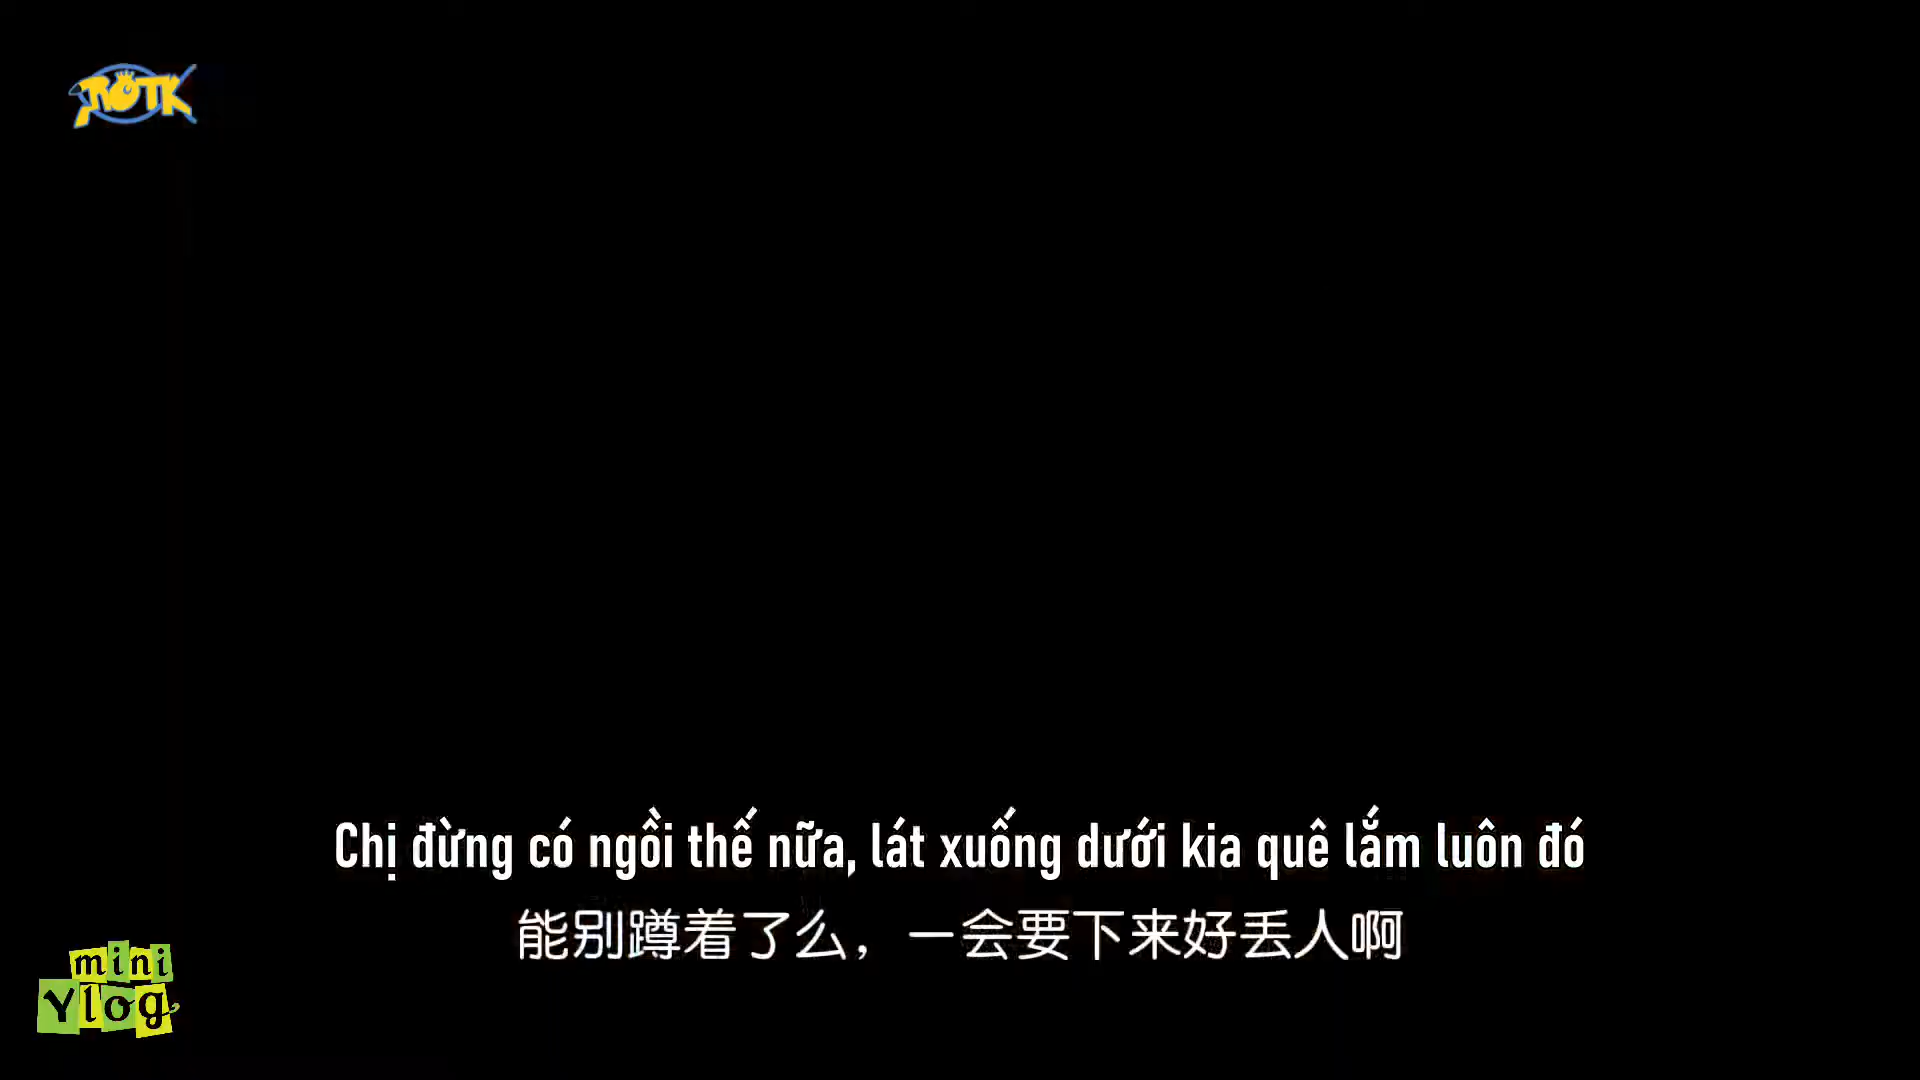 ROTK
Chị đừng có ngồi thế nữa, lát xuống dưới kia quê lắm luôn đó
能别蹲着了么，一会要下来好丢人啊
mini
Ylog